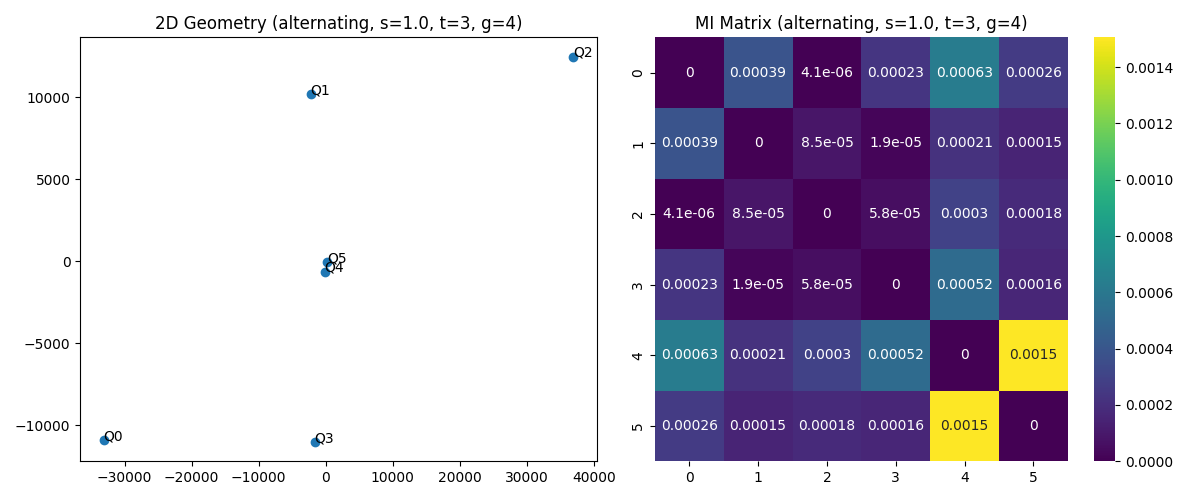 2D Geometry (alternating, s=1.0, t=3, g=4)
10000
5000
0
−5000
−10000
−30000 −20000 −10000 0 10000 20000 30000 40000
Q2
Q1
Q5
Q4
Q0
Q3
MI Matrix (alternating, s=1.0, t=3, g=4)
0 0 0.00039 4.1e-06 0.00023 0.00063 0.00026
1 0.00039 0 8.5e-05 1.9e-05 0.00021 0.00015
2 4.1e-06 8.5e-05 0 5.8e-05 0.0003 0.00018
3 0.00023 1.9e-05 5.8e-05 0 0.00052 0.00016
4 0.00063 0.00021 0.0003 0.00052 0 0.0015
5 0.00026 0.00015 0.00018 0.00016 0.0015 0
0 1 2 3 4 5
0.0014
0.0012
0.0010
0.0008
0.0006
0.0004
0.0002
0.0000